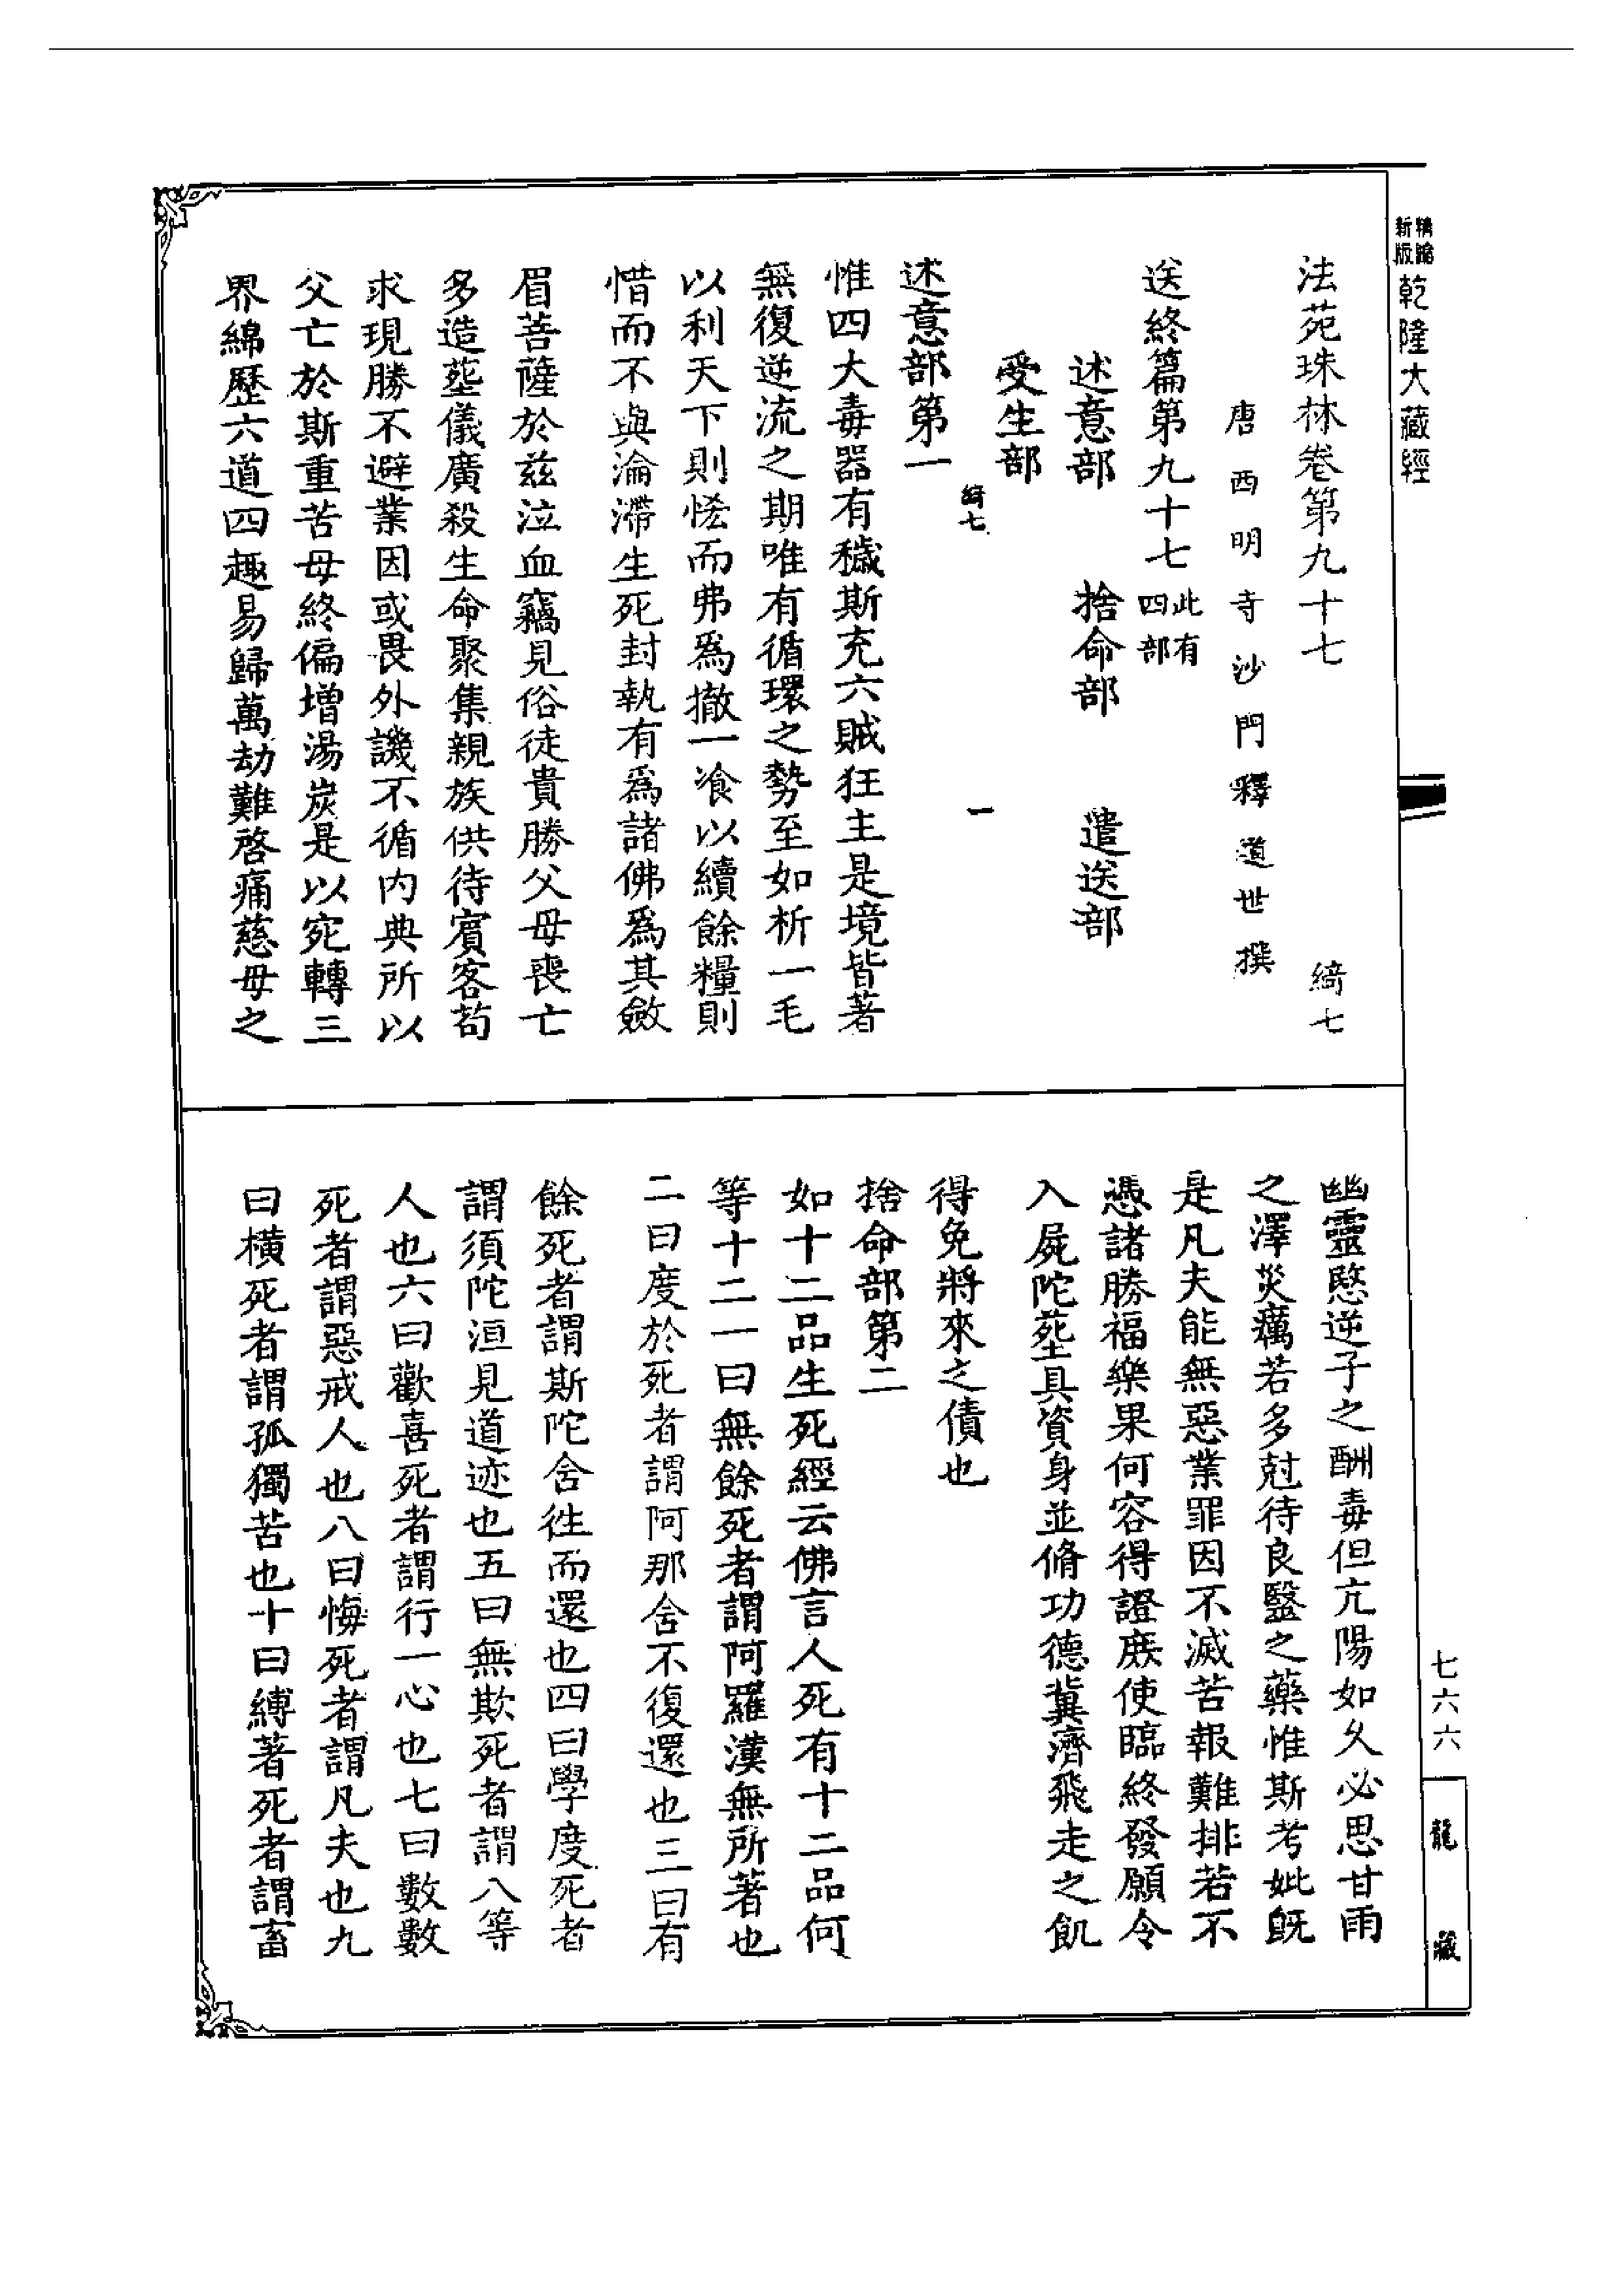 精縮新版乾隆大藏經
法苑珠林卷第九十七 綺七
唐西明寺沙門釋道世撰
送終篇第九十七此有四部
述意部 捨命部 遣送部
受生部
綺七 一
述意部第一
惟四大毒器有穢斯充六賊狂主是境皆著
無復逆流之期唯有循環之勢至如析一毛
以利天下則恡而弗爲撤一飡以續餘糧則
惜而不與淪滯生死封執有爲諸佛爲其斂
眉菩薩於兹泣血竊見俗徒貴勝父母喪亡
多造塟儀廣殺生命聚集親族供待賓客苟
求現勝不避業因或畏外譏不循内典所以
父亡於斯重苦母終偏增湯炭是以宛轉三
界綿歷六道四趣易歸萬劫難啓痛慈母之
幽靈愍逆子之酬毒但亢陽如久必思甘雨
之澤災癘若多尅待良毉之藥惟斯考妣旣
是凡夫能無惡業罪因不滅苦報難排若不
憑諸勝福樂果何容得證庶使臨終發願令
入屍陀塟具資身並脩功德冀濟飛走之飢
得免將來之債也
捨命部第二
如十二品生死經云佛言人死有十二品何
等十二一曰無餘死者謂阿羅漢無所著也
二曰度於死者謂阿那含不復還也三曰有
餘死者謂斯陀含徃而還也四曰學度死者
謂須陀洹見道迹也五曰無欺死者謂八等
人也六曰歡喜死者謂行一心也七曰數數
死者謂惡戒人也八曰悔死者謂凡夫也九
曰橫死者謂孤獨苦也十曰縛著死者謂畜
七六六
龍藏